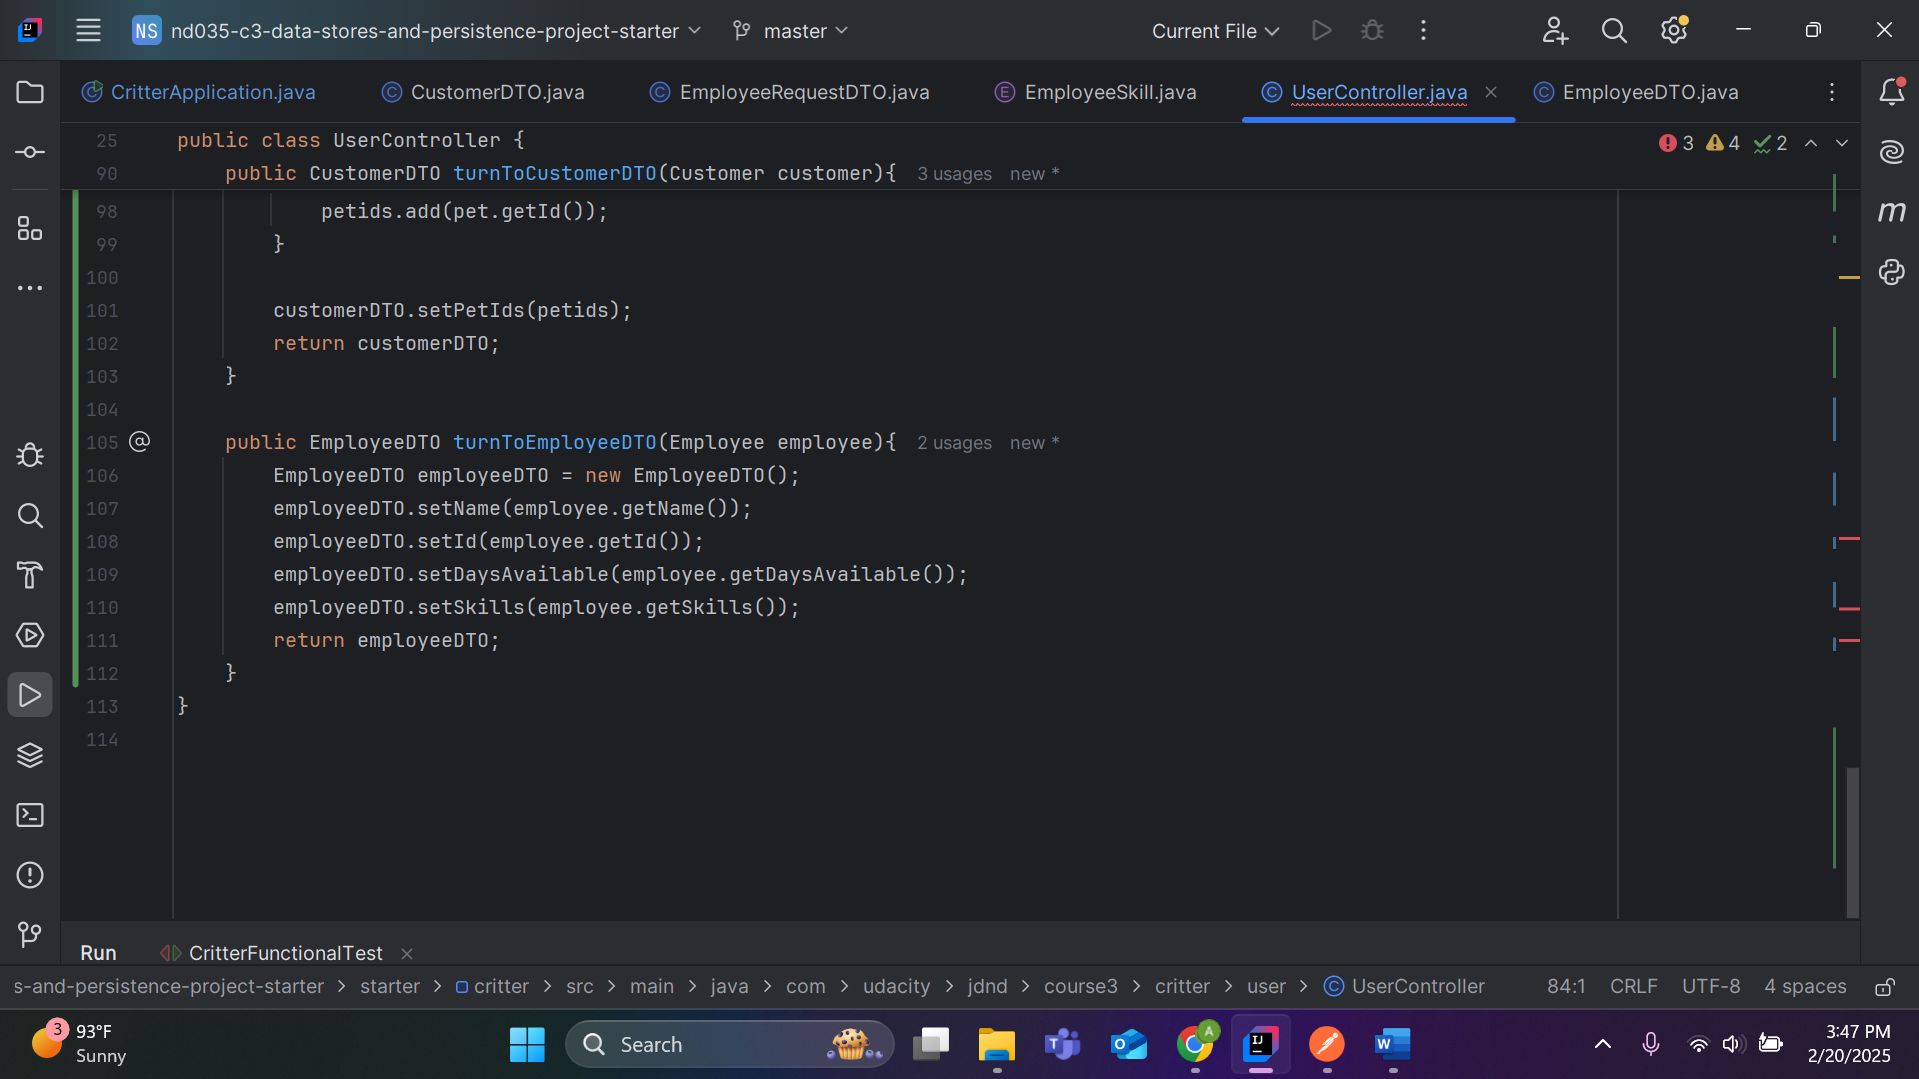 NS nd035-c3-data-stores-and-persistence-project-starter master Current File
CritterApplication.java CustomerDTO.java EmployeeRequestDTO.java EmployeeSkill.java UserController.java EmployeeDTO.java
25 public class UserController { 3 4 2
90 public CustomerDTO turnToCustomerDTO(Customer customer){ 3 usages new *
98 petids.add(pet.getId());
99 }
100
101 customerDTO.setPetIds(petids);
102 return customerDTO;
103 }
104
105 public EmployeeDTO turnToEmployeeDTO(Employee employee){ 2 usages new *
106 EmployeeDTO employeeDTO = new EmployeeDTO();
107 employeeDTO.setName(employee.getName());
108 employeeDTO.setId(employee.getId());
109 employeeDTO.setDaysAvailable(employee.getDaysAvailable());
110 employeeDTO.setSkills(employee.getSkills());
111 return employeeDTO;
112 }
113 }
114
Run CritterFunctionalTest
s-and-persistence-project-starter > starter > critter > src > main > java > com > udacity > jdnd > course3 > critter > user > UserController 84:1 CRLF UTF-8 4 spaces
3 93°F
Sunny
Search
3:47 PM
2/20/2025